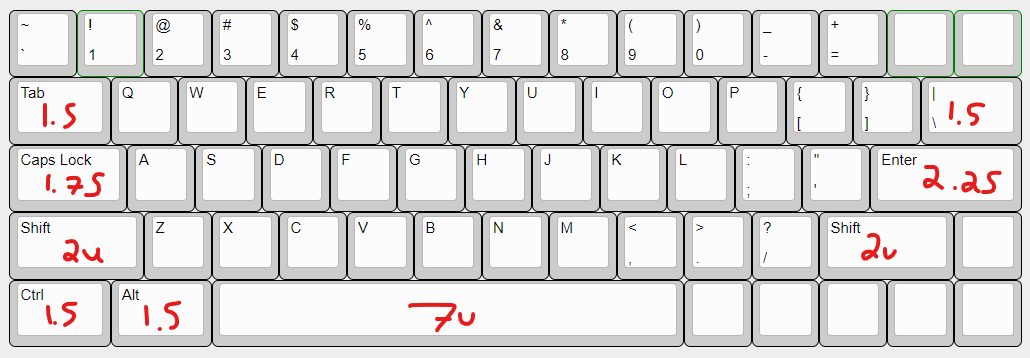 ~ ! @ # $ % ^ & * ( ) _ +
` 1 2 3 4 5 6 7 8 9 0 - =
Tab Q W E R T Y U I O P { } |
1.5 [ ] \ 1.5
Caps Lock A S D F G H J K L : " Enter
1.75 ; ' 2.25
Shift Z X C V B N M < > ? Shift
2u , . / 2u
Ctrl Alt
1.5 1.5 7u